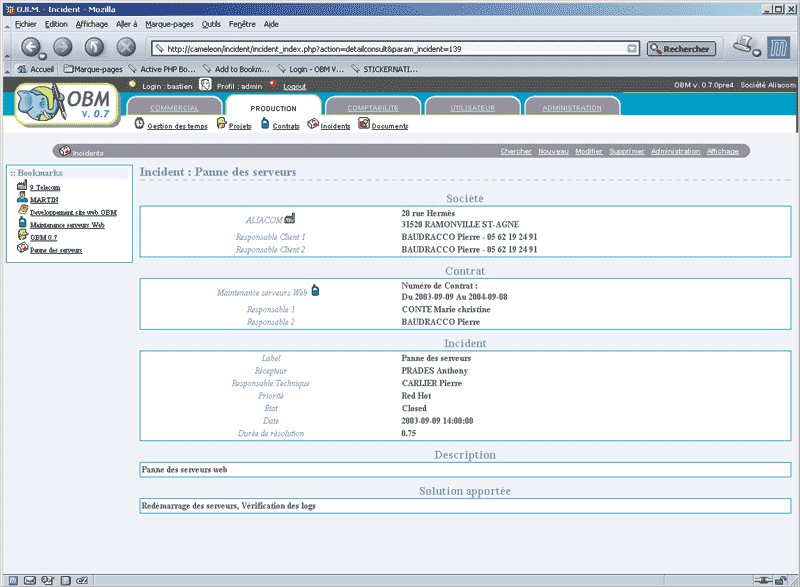 O.B.M. - Incident - Mozilla
Fichier Edition Affichage Aller à Marque-pages Outils Fenêtre Aide
http://cameleon/incident/incident_index.php?action=detailconsult&param_incident=139 Rechercher
Accueil Marque-pages Active PHP Bo... Add to Bookm... Login - OBM V... STICKERNATI...
Login : bastien Profil : admin Logout OBM v. 0.7.0pre4 Société Aliacom
OBM
v. 0.7
COMMERCIAL PRODUCTION COMPTABILITE UTILISATEUR ADMINISTRATION
Gestion des temps Projets Contrats Incidents Documents
Incidents Chercher Nouveau Modifier Supprimer Administration Affichage
:: Bookmarks
9 Telecom
MARTIN
Developpement site web OBM
Maintenance serveurs Web
OBM 0.7
Panne des serveurs
Incident : Panne des serveurs
Société
ALIACOM 20 rue Hermès
31520 RAMONVILLE ST-AGNE
Responsable Client 1 BAUDRACCO Pierre - 05 62 19 24 91
Responsable Client 2 BAUDRACCO Pierre - 05 62 19 24 91
Contrat
Maintenance serveurs Web Numéro de Contrat :
Du 2003-09-09 Au 2004-09-08
Responsable 1 CONTE Marie christine
Responsable 2 BAUDRACCO Pierre
Incident
Label Panne des serveurs
Récepteur PRADES Anthony
Responsable Technique CARLIER Pierre
Priorité Red Hot
Etat Closed
Date 2003-09-09 14:00:00
Durée de résolution 0.75
Description
Panne des serveurs web
Solution apportée
Redémarrage des serveurs, Vérification des logs